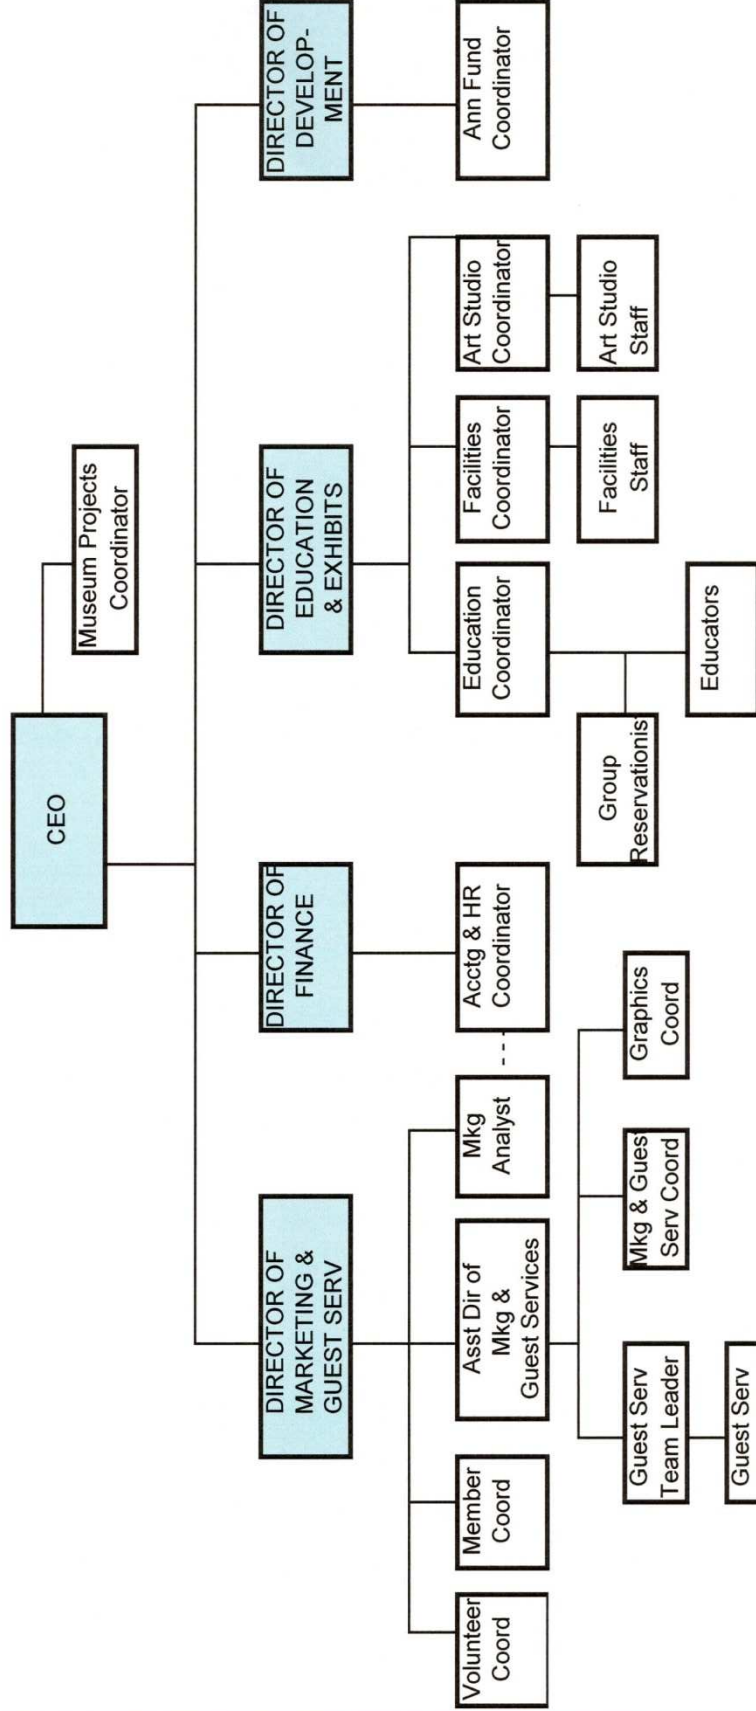 CEO
Museum Projects
Coordinator
DIRECTOR OF
MARKETING &
GUEST SERV
DIRECTOR OF
FINANCE
DIRECTOR OF
EDUCATION
& EXHIBITS
DIRECTOR OF
DEVELOP-
MENT
Volunteer
Coord
Member
Coord
Asst Dir of
Mkg &
Guest Services
Mkg
Analyst
Acctg & HR
Coordinator
Education
Coordinator
Facilities
Coordinator
Art Studio
Coordinator
Ann Fund
Coordinator
Guest Serv
Team Leader
Mkg & Gues
Serv Coord
Graphics
Coord
Group
Reservationis
Facilities
Staff
Art Studio
Staff
Guest Serv
Educators